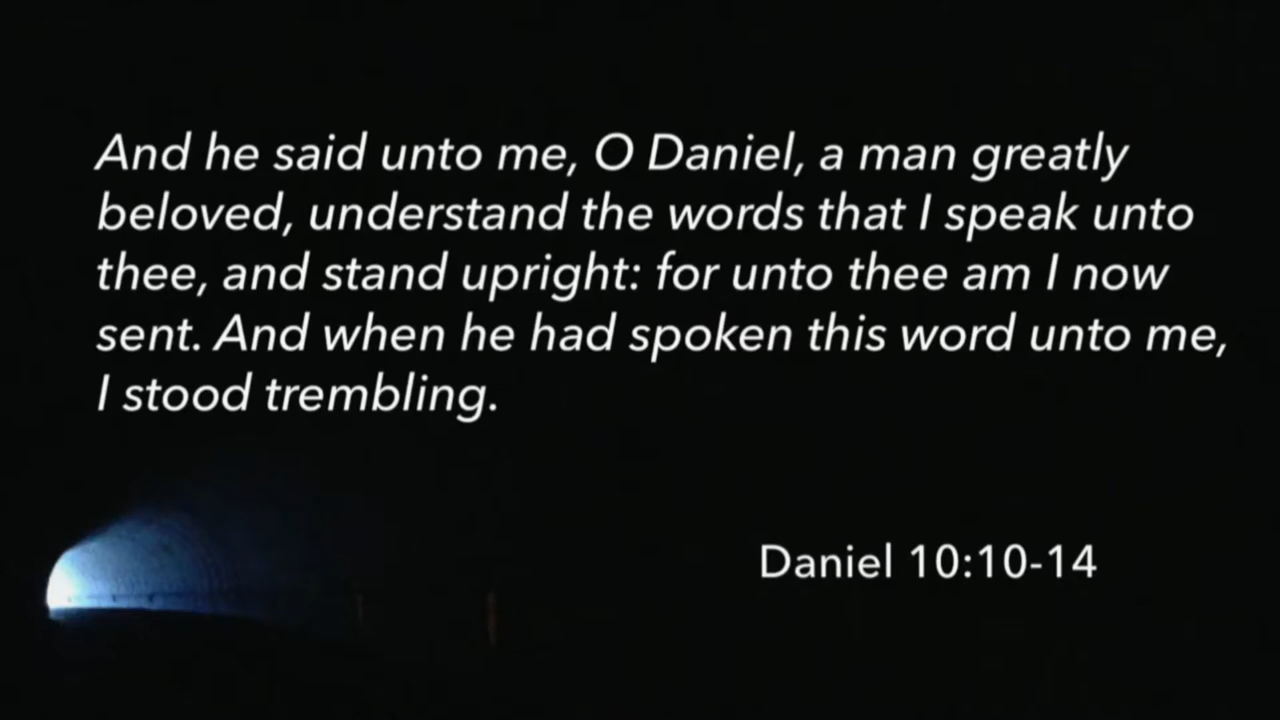 And he said unto me, O Daniel, a man greatly
beloved, understand the words that I speak unto
thee, and stand upright: for unto thee am I now
sent. And when he had spoken this word unto me,
I stood trembling.
Daniel 10:10-14